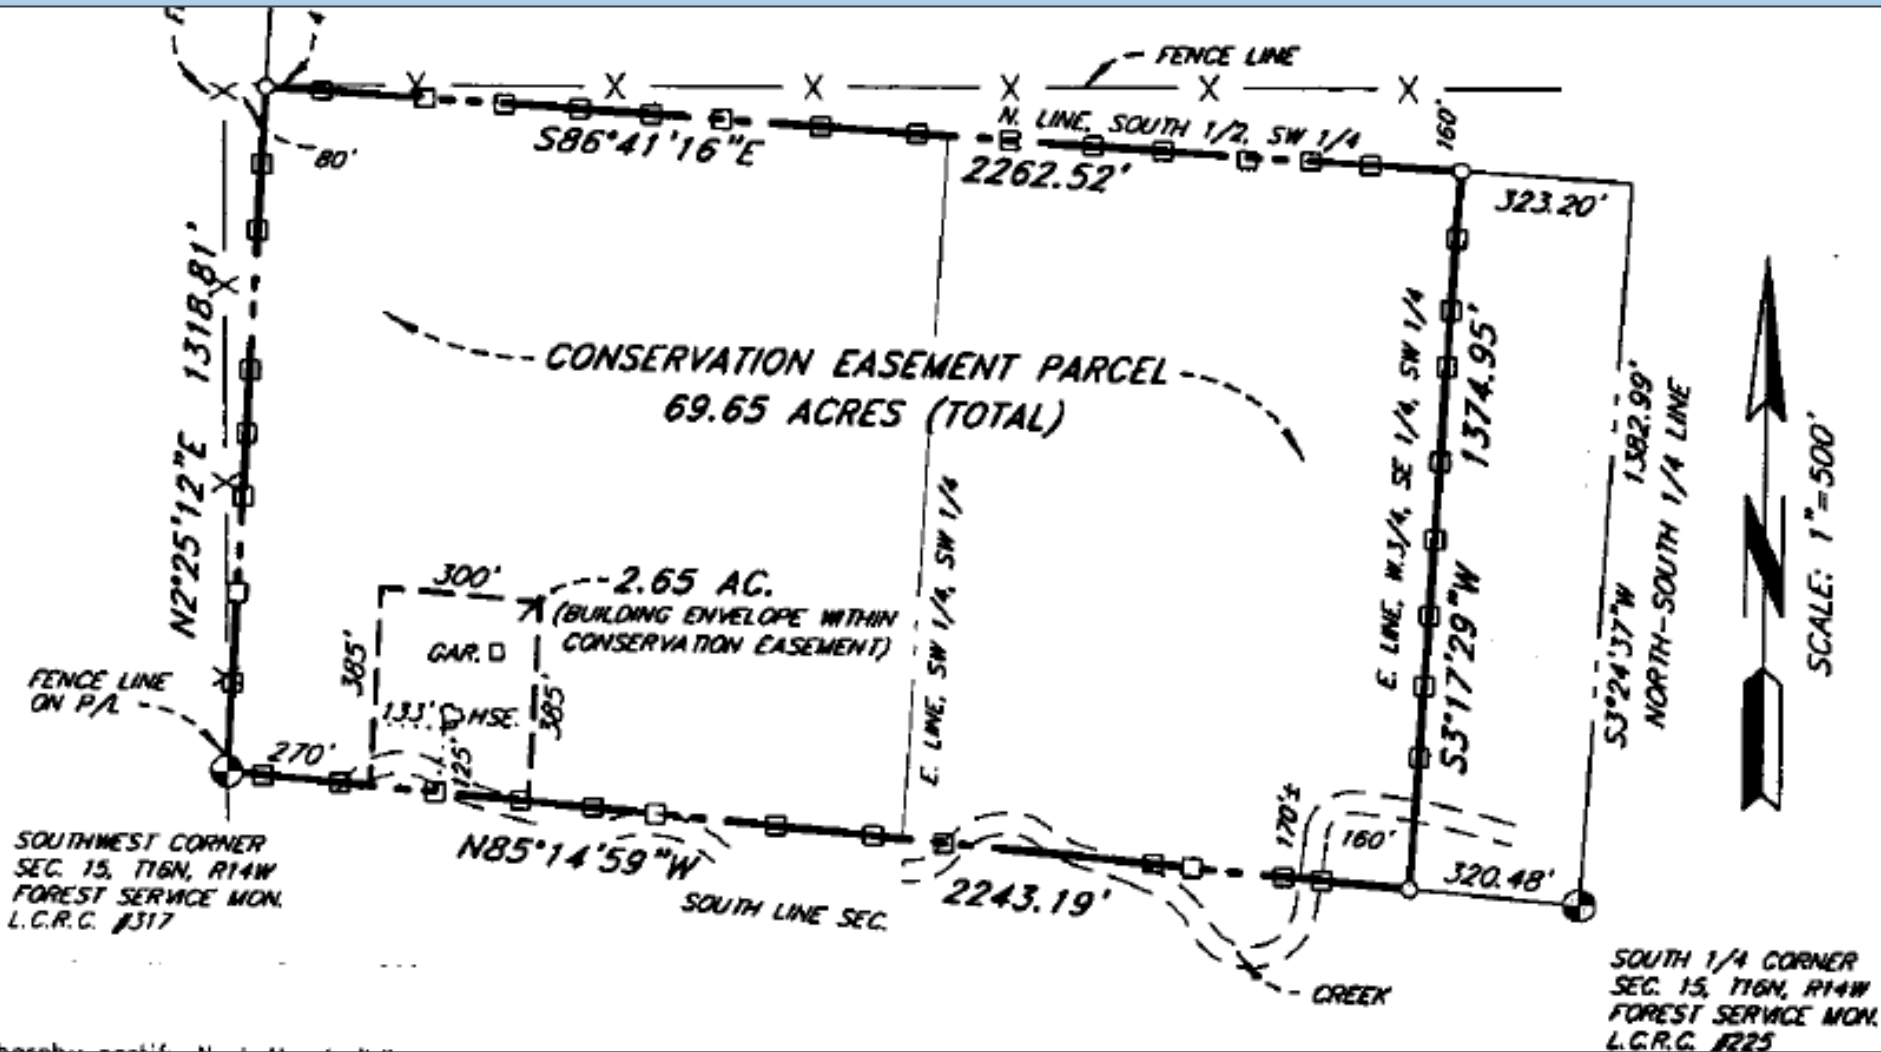 FENCE LINE
N. LINE, SOUTH 1/2, SW 1/4
160'
S86°41'16"E
2262.52'
80'
323.20'
N2°25'12"E 1318.81'
CONSERVATION EASEMENT PARCEL
69.65 ACRES (TOTAL)
E. LINE, W.3/4, SE 1/4, SW 1/4
S3°17'29"W 1374.95'
S3°24'37"W 1382.99'
NORTH-SOUTH 1/4 LINE
N
SCALE: 1"=500'
300'
2.65 AC.
(BUILDING ENVELOPE WITHIN
CONSERVATION EASEMENT)
E. LINE, SW 1/4, SW 1/4
385'
GAR.
385'
133'
HSE.
125'
FENCE LINE
ON P/L
270'
170'±
160'
320.48'
N85°14'59"W
2243.19'
SOUTH LINE SEC.
CREEK
SOUTHWEST CORNER
SEC. 15, T16N, R14W
FOREST SERVICE MON.
L.C.R.C. #317
SOUTH 1/4 CORNER
SEC. 15, T16N, R14W
FOREST SERVICE MON.
L.C.R.C. #225